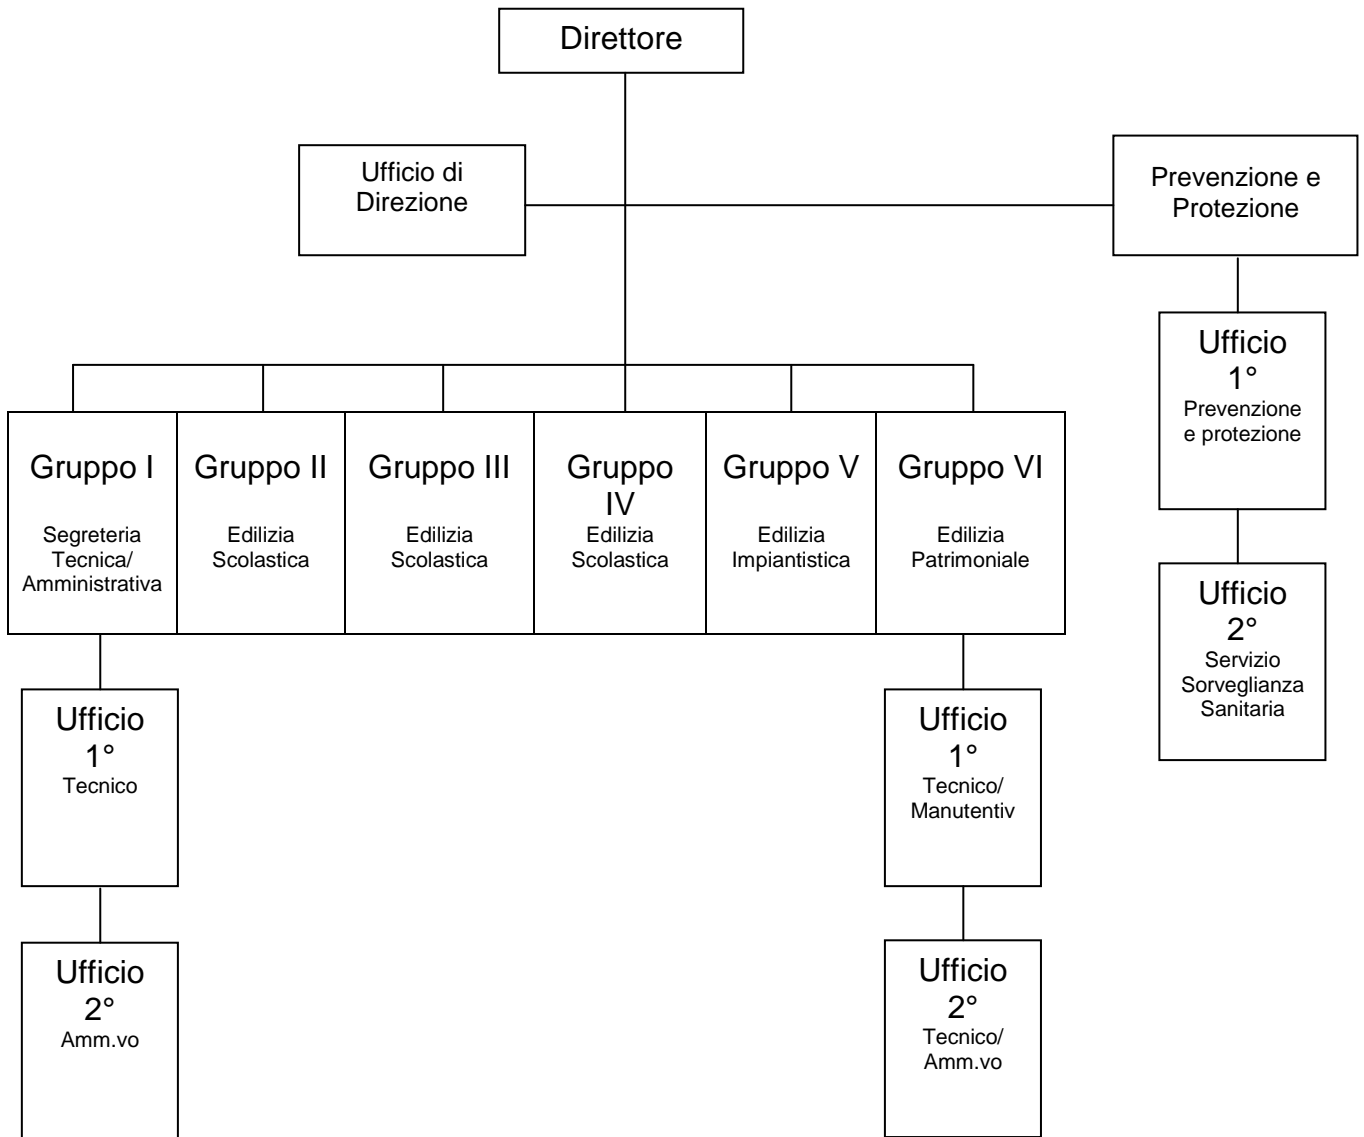 Direttore
Ufficio di
Direzione
Prevenzione e
Protezione
Ufficio
1°
Prevenzione
e protezione
Gruppo I
Segreteria
Tecnica/
Amministrativa
Gruppo II
Edilizia
Scolastica
Gruppo III
Edilizia
Scolastica
Gruppo
IV
Edilizia
Scolastica
Gruppo V
Edilizia
Impiantistica
Gruppo VI
Edilizia
Patrimoniale
Ufficio
2°
Servizio
Sorveglianza
Sanitaria
Ufficio
1°
Tecnico
Ufficio
1°
Tecnico/
Manutentiv
Ufficio
2°
Amm.vo
Ufficio
2°
Tecnico/
Amm.vo